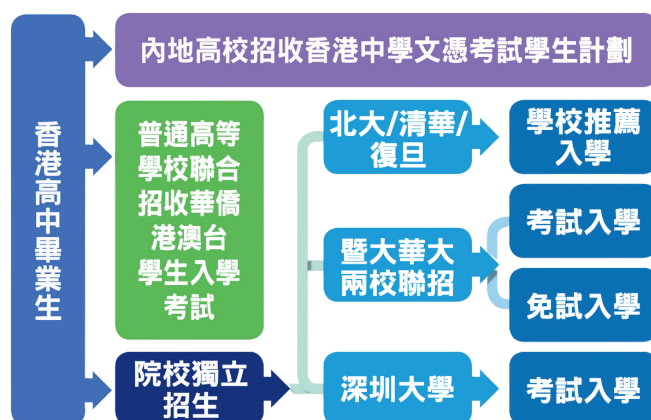 內地高校招收香港中學文憑考試學生計劃
香港高中畢業生
普通高等
學校聯合
招收華僑
港澳台
學生入學
考試
院校獨立
招生
北大/清華/
復旦
學校推薦
入學
暨大華大
兩校聯招
考試入學
免試入學
深圳大學
考試入學